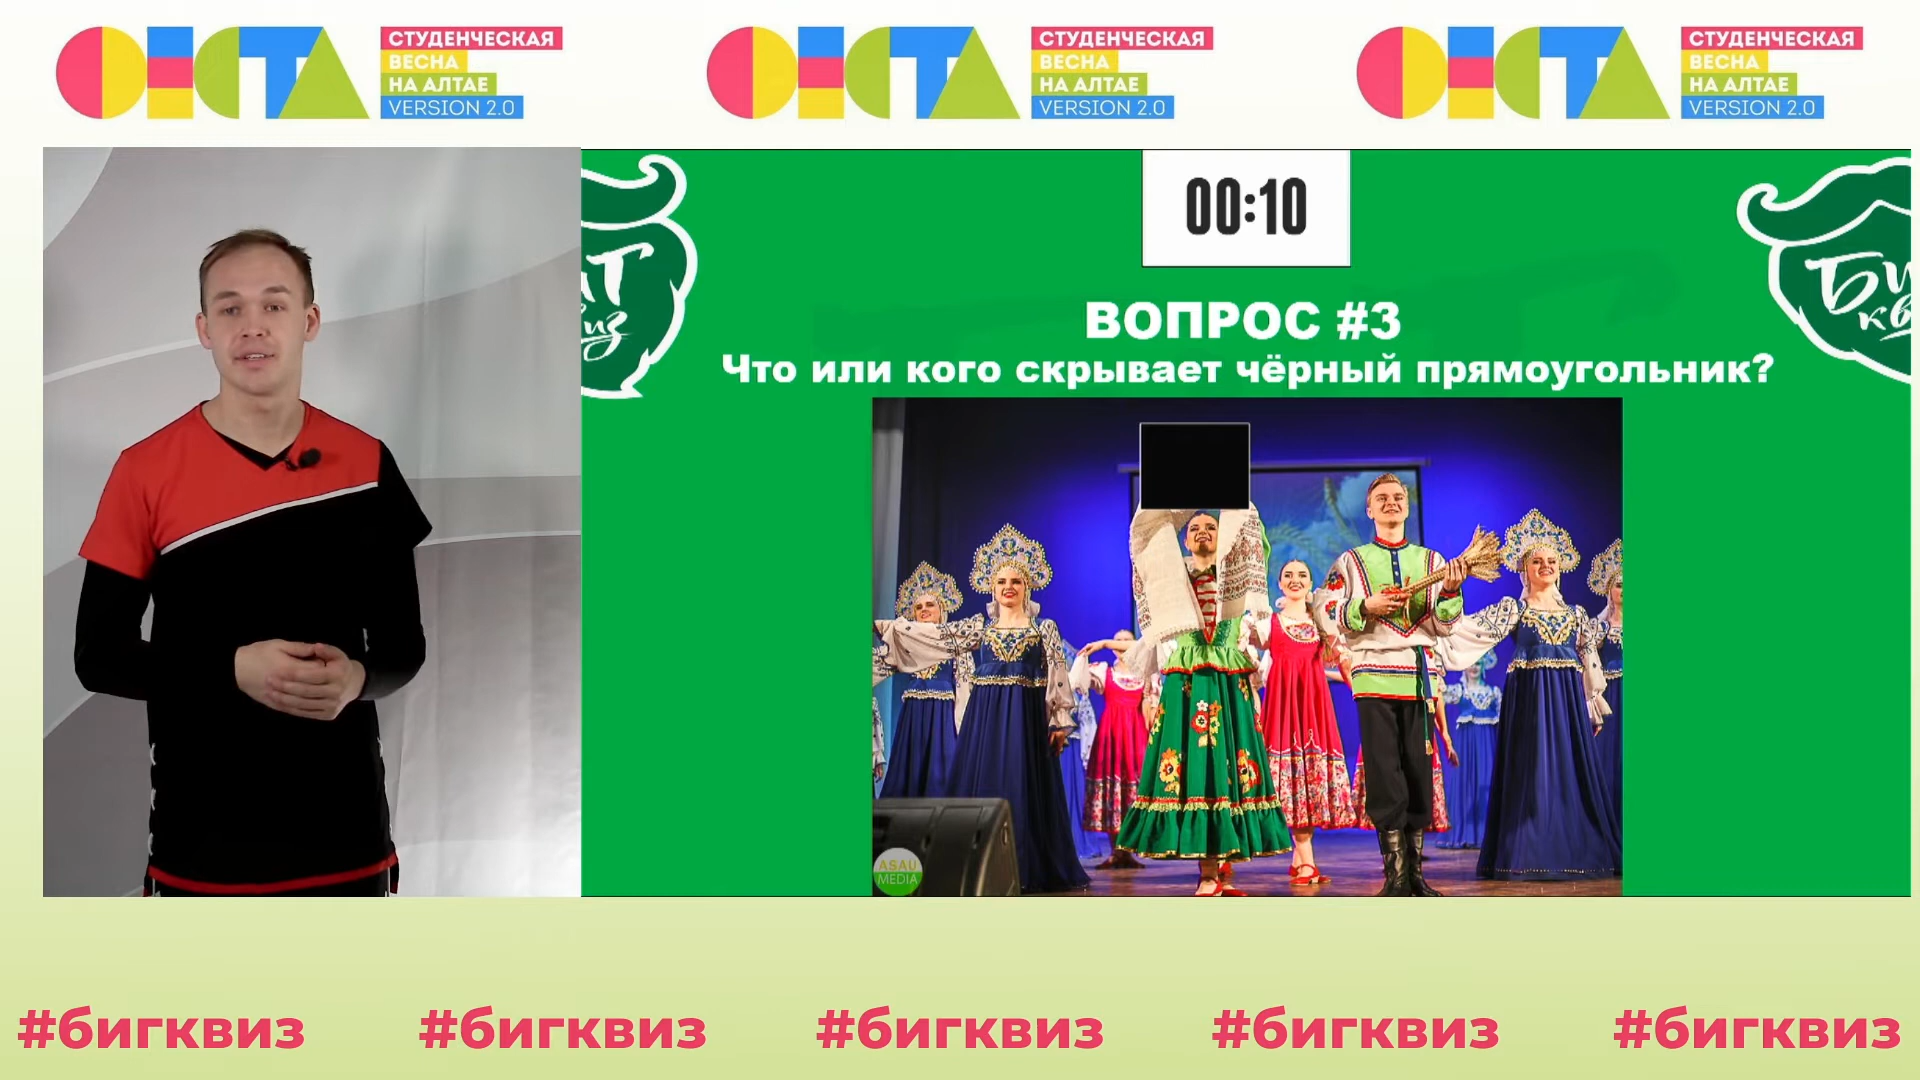 СТУДЕНЧЕСКАЯ
ВЕСНА
НА АЛТАЕ
VERSION 2.0
СТУДЕНЧЕСКАЯ
ВЕСНА
НА АЛТАЕ
VERSION 2.0
СТУДЕНЧЕСКАЯ
ВЕСНА
НА АЛТАЕ
VERSION 2.0
00:10
ВОПРОС #3
Что или кого скрывает чёрный прямоугольник?
ASAU
MEDIA
#бигквиз #бигквиз #бигквиз #бигквиз #бигквиз